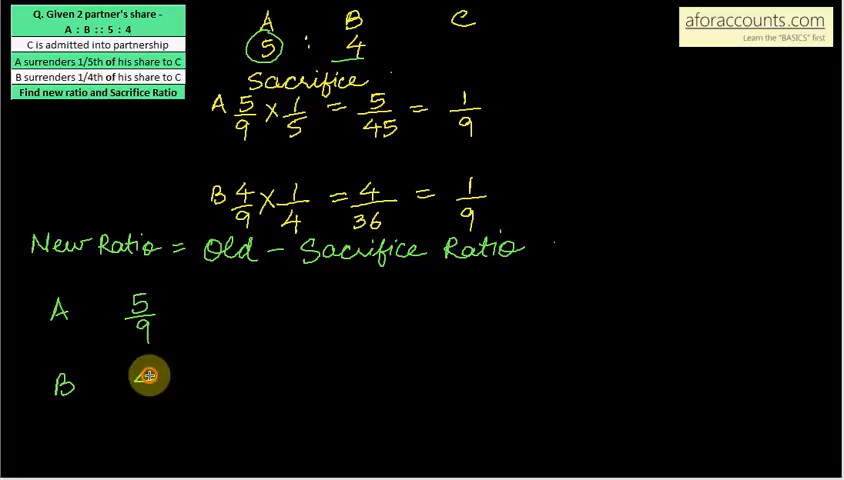 Q. Given 2 partner's share -
A : B :: 5 : 4
C is admitted into partnership
A surrenders 1/5th of his share to C
B surrenders 1/4th of his share to C
Find new ratio and Sacrifice Ratio
aforaccounts.com
Learn the "BASICS" first
A B C
5 : 4
Sacrifice
A 5/9 × 1/5 = 5/45 = 1/9
B 4/9 × 1/4 = 4/36 = 1/9
New Ratio = Old - Sacrifice Ratio
A 5/9
B